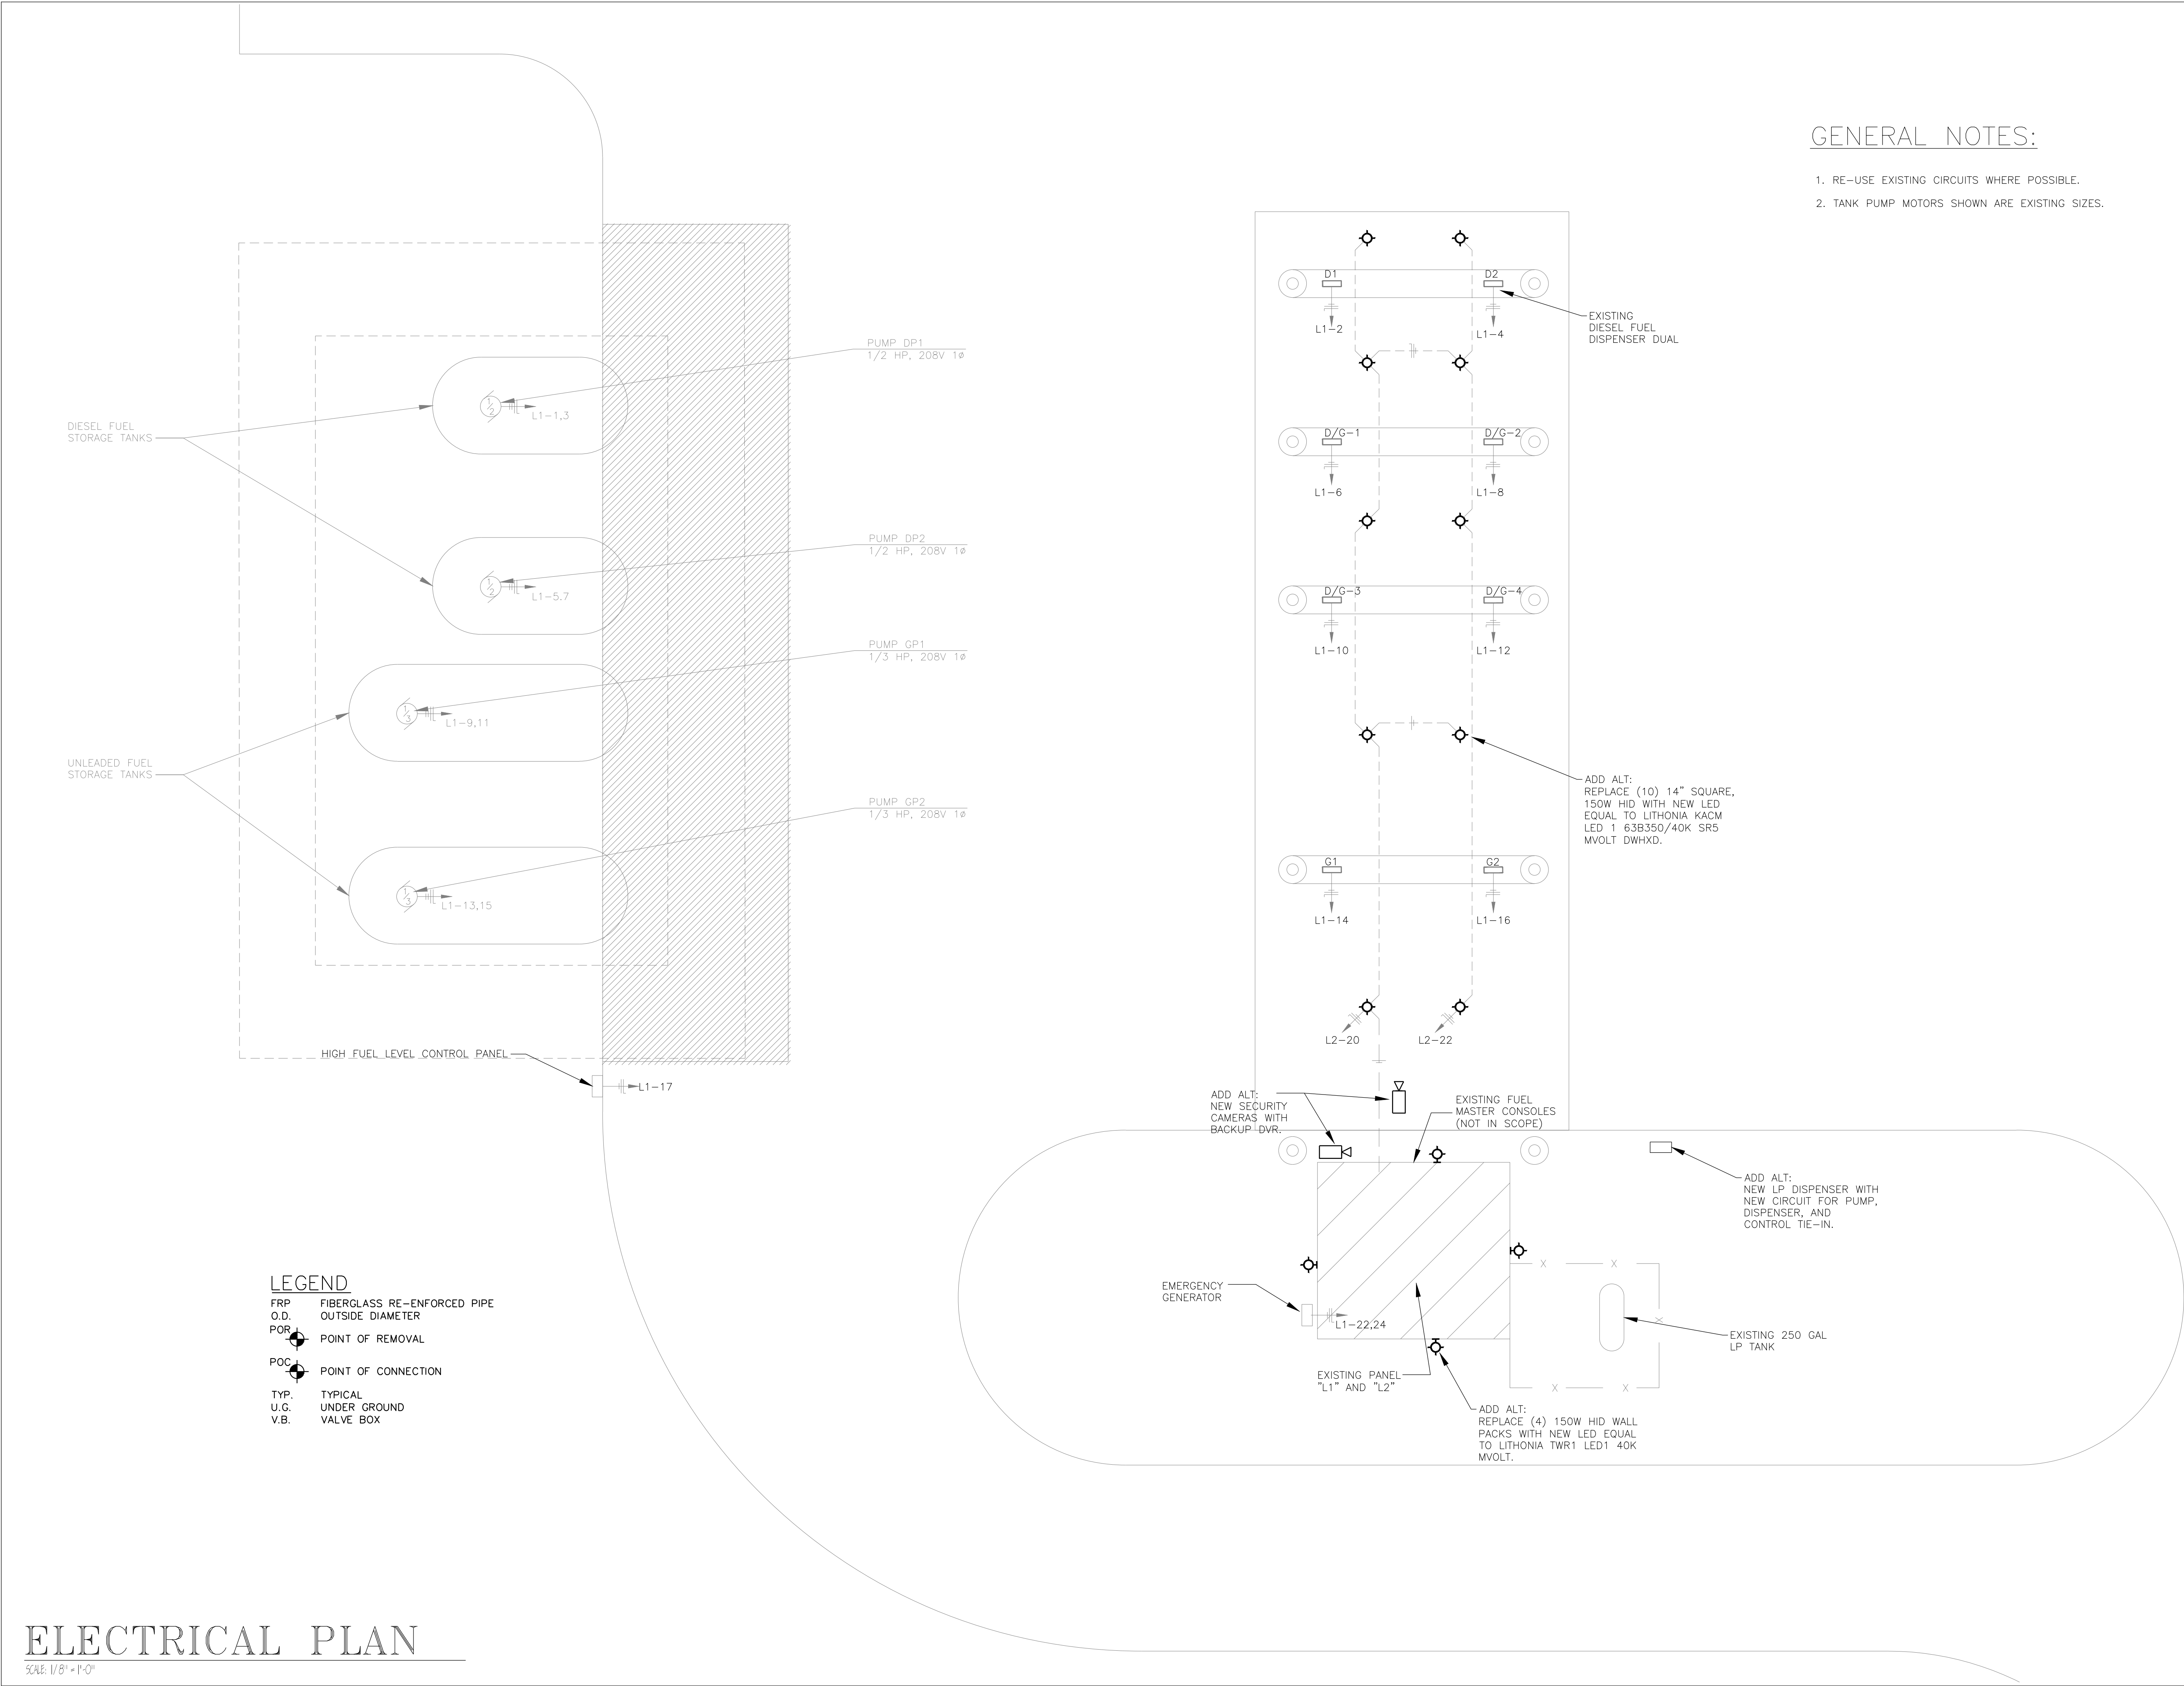 GENERAL NOTES:
1. RE-USE EXISTING CIRCUITS WHERE POSSIBLE.
2. TANK PUMP MOTORS SHOWN ARE EXISTING SIZES.
DIESEL FUEL
STORAGE TANKS
UNLEADED FUEL
STORAGE TANKS
1/2
L1-1,3
1/2
L1-5.7
1/3
L1-9,11
1/3
L1-13,15
PUMP DP1
1/2 HP, 208V 1ø
PUMP DP2
1/2 HP, 208V 1ø
PUMP GP1
1/3 HP, 208V 1ø
PUMP GP2
1/3 HP, 208V 1ø
HIGH FUEL LEVEL CONTROL PANEL
L1-17
D1
D2
L1-2
L1-4
EXISTING
DIESEL FUEL
DISPENSER DUAL
D/G-1
D/G-2
L1-6
L1-8
D/G-3
D/G-4
L1-10
L1-12
ADD ALT:
REPLACE (10) 14" SQUARE,
150W HID WITH NEW LED
EQUAL TO LITHONIA KACM
LED 1 63B350/40K SR5
MVOLT DWHXD.
G1
G2
L1-14
L1-16
L2-20
L2-22
ADD ALT:
NEW SECURITY
CAMERAS WITH
BACKUP DVR.
EXISTING FUEL
MASTER CONSOLES
(NOT IN SCOPE)
ADD ALT:
NEW LP DISPENSER WITH
NEW CIRCUIT FOR PUMP,
DISPENSER, AND
CONTROL TIE-IN.
EMERGENCY
GENERATOR
L1-22,24
EXISTING PANEL
"L1" AND "L2"
X
X
X
X
X
EXISTING 250 GAL
LP TANK
ADD ALT:
REPLACE (4) 150W HID WALL
PACKS WITH NEW LED EQUAL
TO LITHONIA TWR1 LED1 40K
MVOLT.
LEGEND
FRP FIBERGLASS RE-ENFORCED PIPE
O.D. OUTSIDE DIAMETER
POR POINT OF REMOVAL
POC POINT OF CONNECTION
TYP. TYPICAL
U.G. UNDER GROUND
V.B. VALVE BOX
ELECTRICAL PLAN
SCALE: 1/8" = 1'-0"